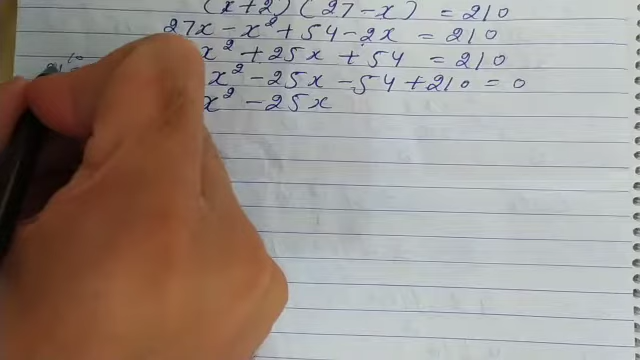 (x+2) (27-x) = 210
27x - x² + 54 - 2x = 210
x² + 25x + 54 = 210
x² - 25x - 54 + 210 = 0
x² - 25x